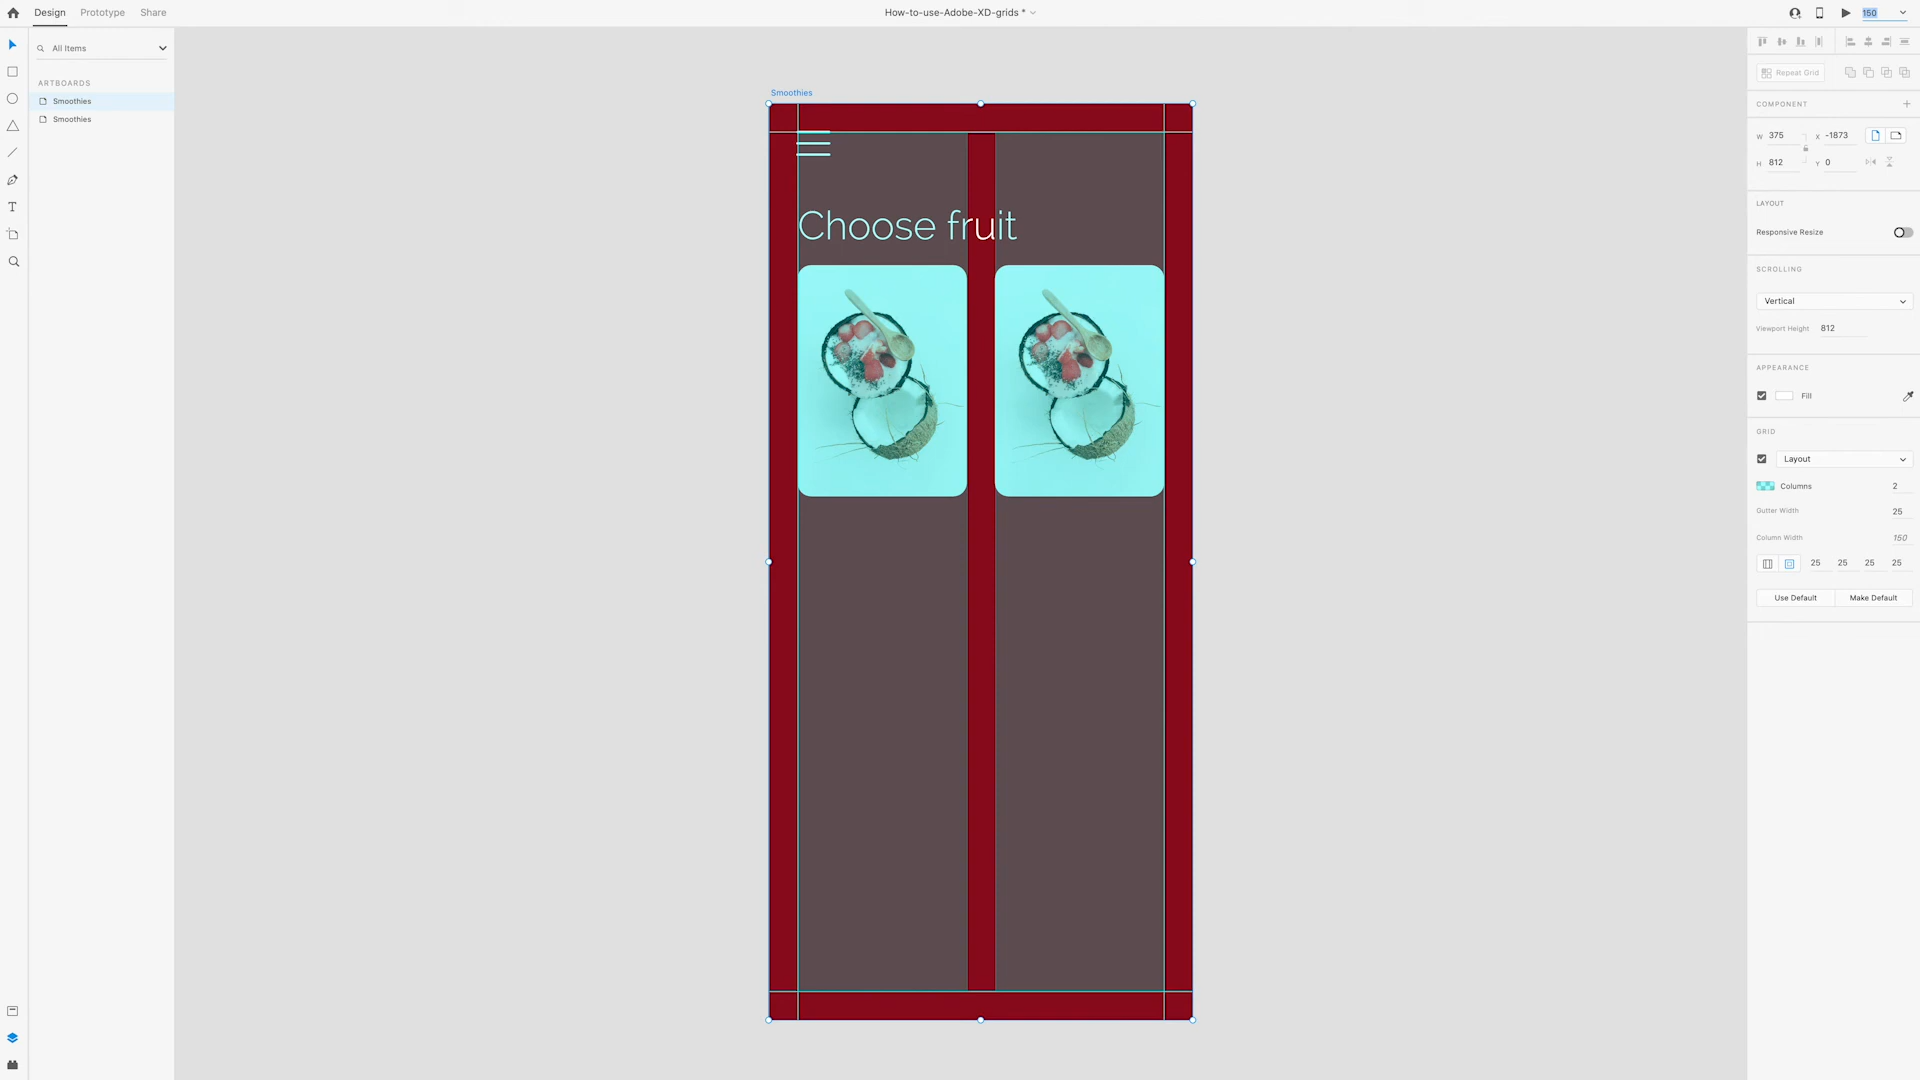 Design Prototype Share
How-to-use-Adobe-XD-grids *
150
All Items
ARTBOARDS
Smoothies
Smoothies
Smoothies
Choose fruit
Repeat Grid
COMPONENT
W 375 X -1873
H 812 Y 0
LAYOUT
Responsive Resize
SCROLLING
Vertical
Viewport Height 812
APPEARANCE
Fill
GRID
Layout
Columns 2
Gutter Width 25
Column Width 150
25 25 25 25
Use Default Make Default